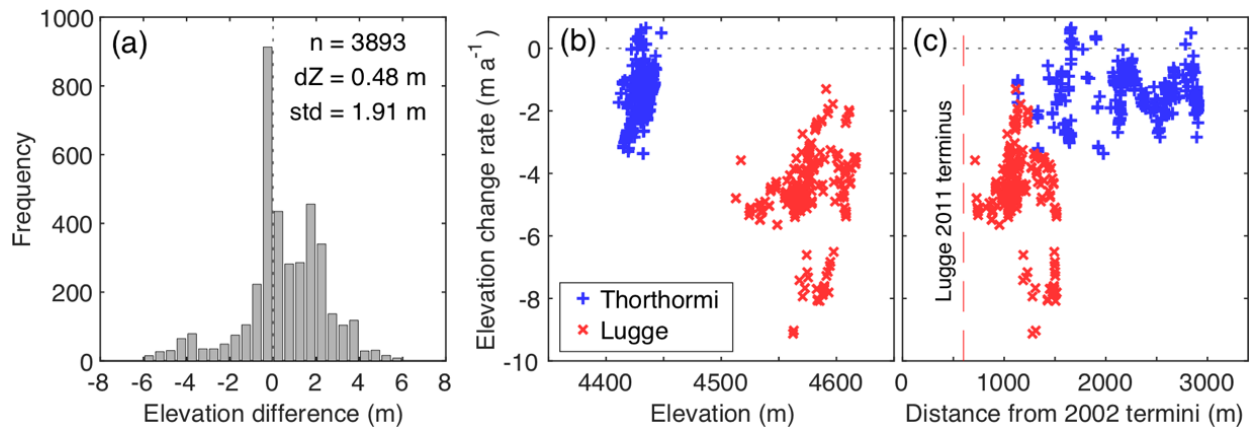 (a)
n = 3893
dZ = 0.48 m
std = 1.91 m
Frequency
1000
800
600
400
200
0
-8 -6 -4 -2 0 2 4 6 8
Elevation difference (m)
(b)
Elevation change rate (m a⁻¹)
0
-2
-4
-6
-8
-10
Thorthormi
Lugge
4400 4500 4600
Elevation (m)
(c)
Lugge 2011 terminus
0 1000 2000 3000
Distance from 2002 termini (m)